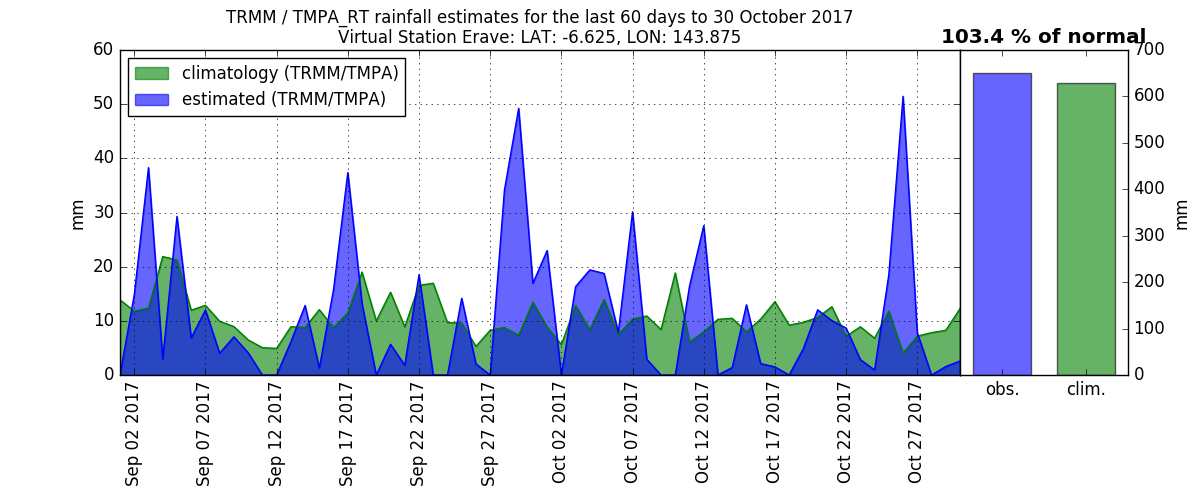 TRMM / TMPA_RT rainfall estimates for the last 60 days to 30 October 2017
Virtual Station Erave: LAT: -6.625, LON: 143.875
103.4 % of normal
climatology (TRMM/TMPA)
estimated (TRMM/TMPA)
60
50
40
30
20
10
0
mm
Sep 02 2017
Sep 07 2017
Sep 12 2017
Sep 17 2017
Sep 22 2017
Sep 27 2017
Oct 02 2017
Oct 07 2017
Oct 12 2017
Oct 17 2017
Oct 22 2017
Oct 27 2017
700
600
500
400
300
200
100
0
mm
obs.
clim.